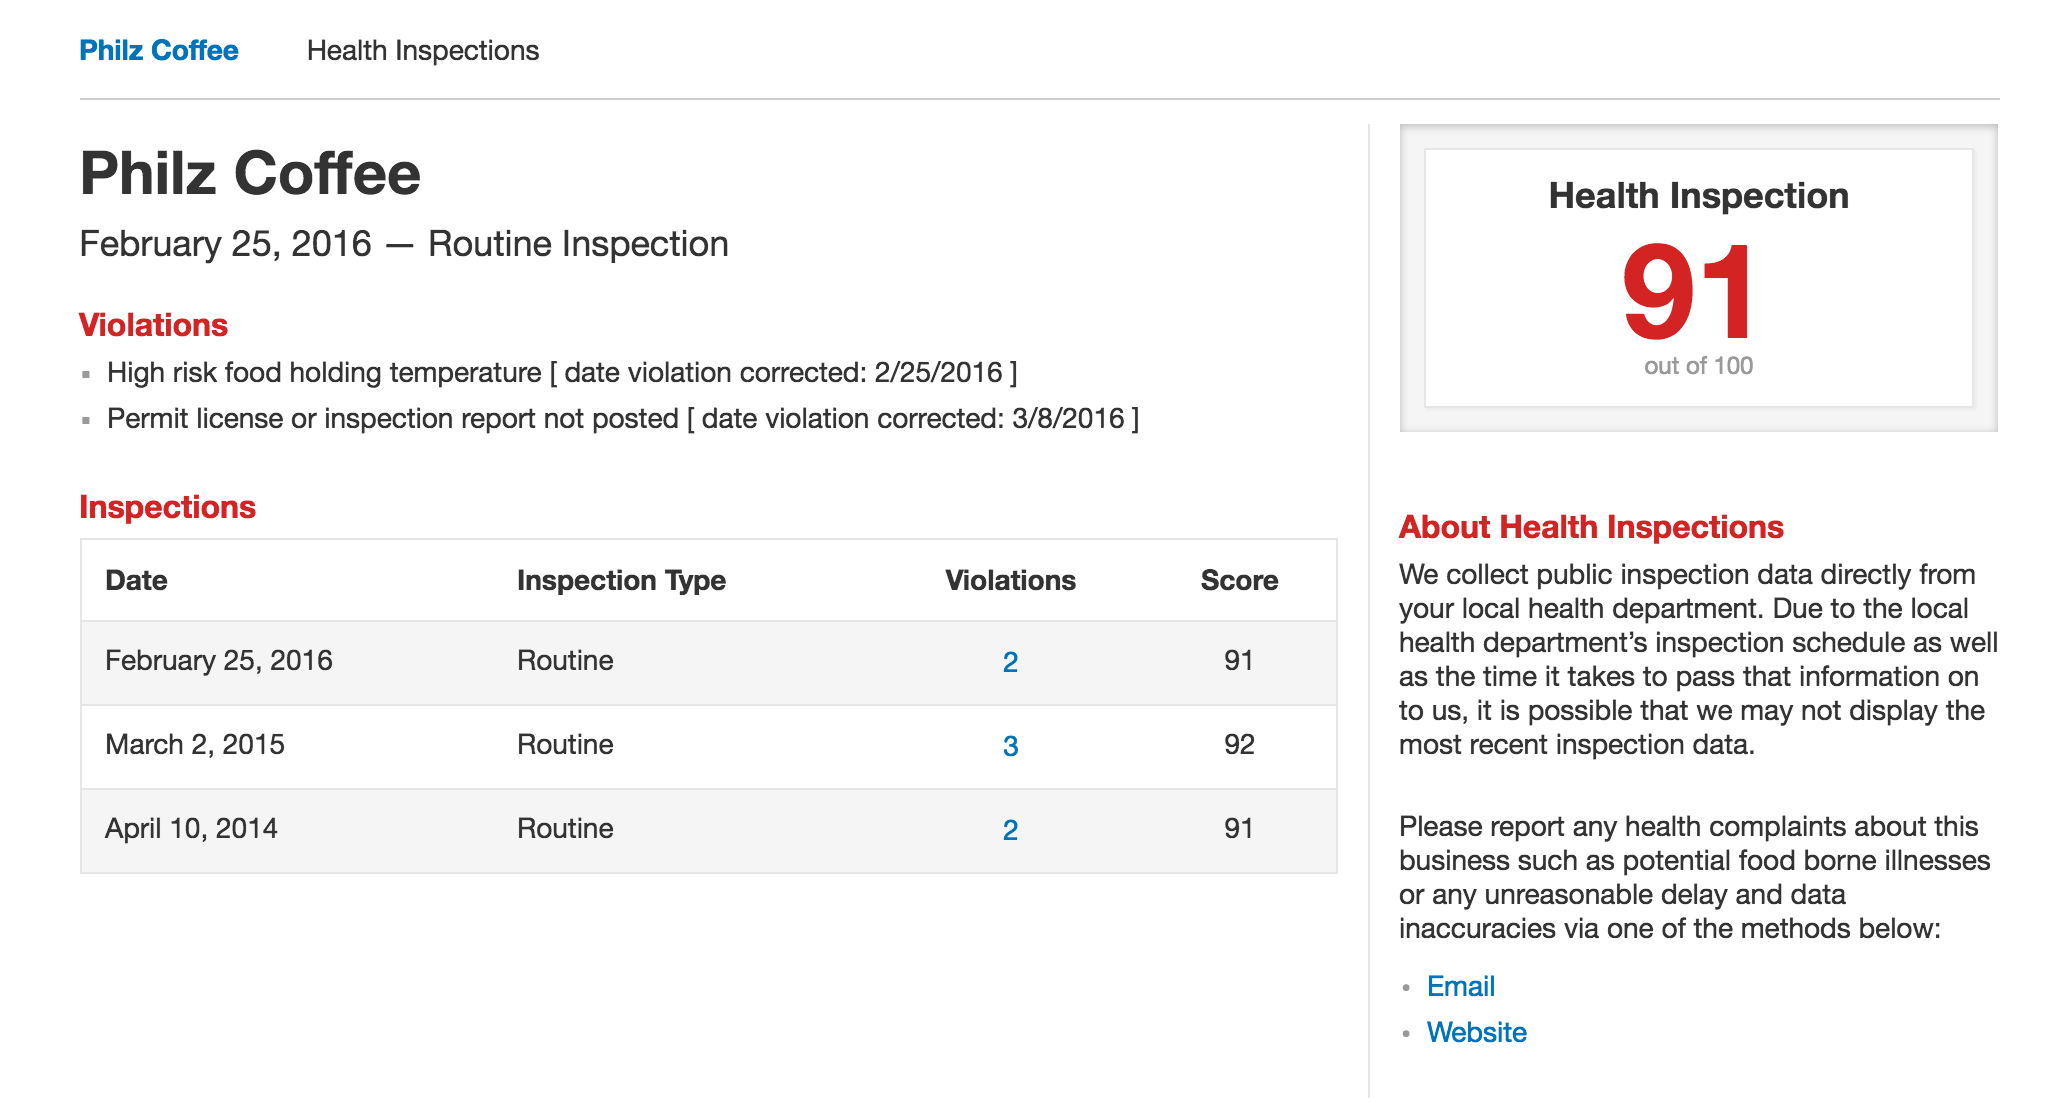 Philz Coffee Health Inspections
Philz Coffee
February 25, 2016 — Routine Inspection
Violations
▪ High risk food holding temperature [ date violation corrected: 2/25/2016 ]
▪ Permit license or inspection report not posted [ date violation corrected: 3/8/2016 ]
Inspections
Date Inspection Type Violations Score
February 25, 2016 Routine 2 91
March 2, 2015 Routine 3 92
April 10, 2014 Routine 2 91
Health Inspection
91
out of 100
About Health Inspections
We collect public inspection data directly from
your local health department. Due to the local
health department’s inspection schedule as well
as the time it takes to pass that information on
to us, it is possible that we may not display the
most recent inspection data.
Please report any health complaints about this
business such as potential food borne illnesses
or any unreasonable delay and data
inaccuracies via one of the methods below:
• Email
• Website